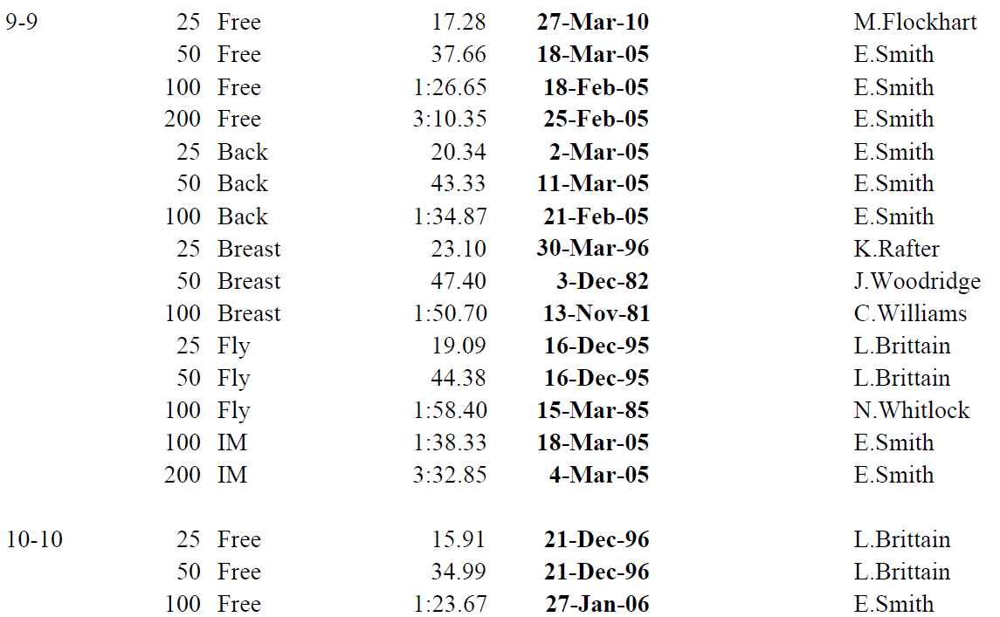 9-9 25 Free 17.28 27-Mar-10 M.Flockhart
50 Free 37.66 18-Mar-05 E.Smith
100 Free 1:26.65 18-Feb-05 E.Smith
200 Free 3:10.35 25-Feb-05 E.Smith
25 Back 20.34 2-Mar-05 E.Smith
50 Back 43.33 11-Mar-05 E.Smith
100 Back 1:34.87 21-Feb-05 E.Smith
25 Breast 23.10 30-Mar-96 K.Rafter
50 Breast 47.40 3-Dec-82 J.Woodridge
100 Breast 1:50.70 13-Nov-81 C.Williams
25 Fly 19.09 16-Dec-95 L.Brittain
50 Fly 44.38 16-Dec-95 L.Brittain
100 Fly 1:58.40 15-Mar-85 N.Whitlock
100 IM 1:38.33 18-Mar-05 E.Smith
200 IM 3:32.85 4-Mar-05 E.Smith
10-10 25 Free 15.91 21-Dec-96 L.Brittain
50 Free 34.99 21-Dec-96 L.Brittain
100 Free 1:23.67 27-Jan-06 E.Smith